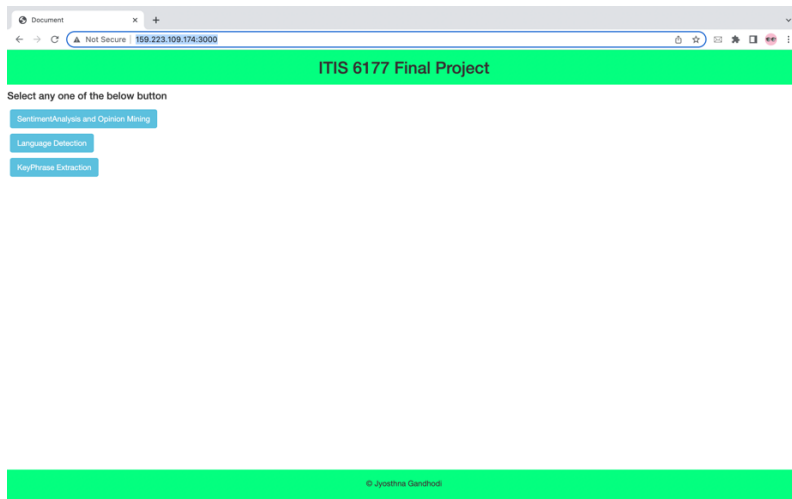 Document
Not Secure
159.223.109.174:3000
ITIS 6177 Final Project
Select any one of the below button
SentimentAnalysis and Opinion Mining
Language Detection
KeyPhrase Extraction
© Jyosthna Gandhodi